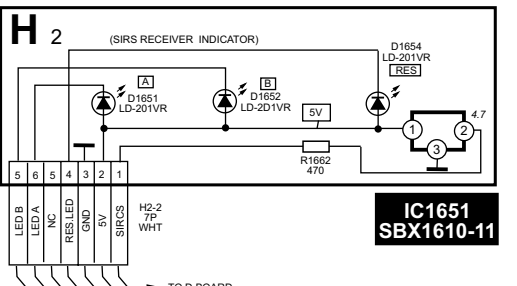 H 2
(SIRS RECEIVER INDICATOR)
D1654
LD-201VR
RES
A
D1651
LD-201VR
B
D1652
LD-2D1VR
5V
4.7
1
2
3
R1662
470
5 6 5 4 3 2 1
LED B
LED A
NC
RES.LED
GND
5V
SIRCS
H2-2
7P
WHT
IC1651
SBX1610-11